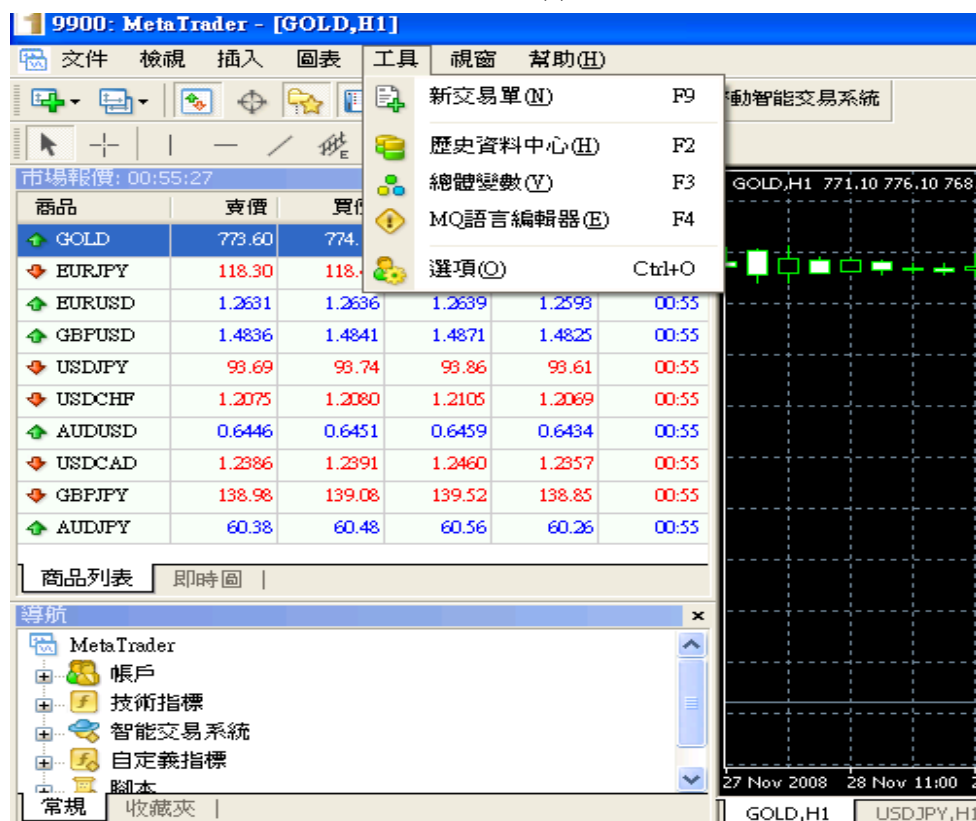 9900: MetaTrader - [GOLD,H1]
文件 檢視 插入 圖表 工具 視窗 幫助(H)
新交易單(N) F9
動智能交易系統
歷史資料中心(H) F2
總體變數(V) F3
MQ語言編輯器(E) F4
選項(O) Ctrl+O
市場報價: 00:55:27
商品 賣價
GOLD 773.60 774.
EURJPY 118.30 118.
EURUSD 1.2631 1.2636 1.2639 1.2593 00:55
GBPUSD 1.4836 1.4841 1.4871 1.4825 00:55
USDJPY 93.69 93.74 93.86 93.61 00:55
USDCHF 1.2075 1.2080 1.2105 1.2069 00:55
AUDUSD 0.6446 0.6451 0.6459 0.6434 00:55
USDCAD 1.2386 1.2391 1.2460 1.2357 00:55
GBPJPY 138.98 139.08 139.52 138.85 00:55
AUDJPY 60.38 60.48 60.56 60.26 00:55
商品列表 即時圖
導航
MetaTrader
帳戶
技術指標
智能交易系統
自定義指標
腳本
常規 收藏夾
GOLD,H1 771.10 776.10 768
27 Nov 2008 28 Nov 11:00
GOLD,H1 USDJPY,H1